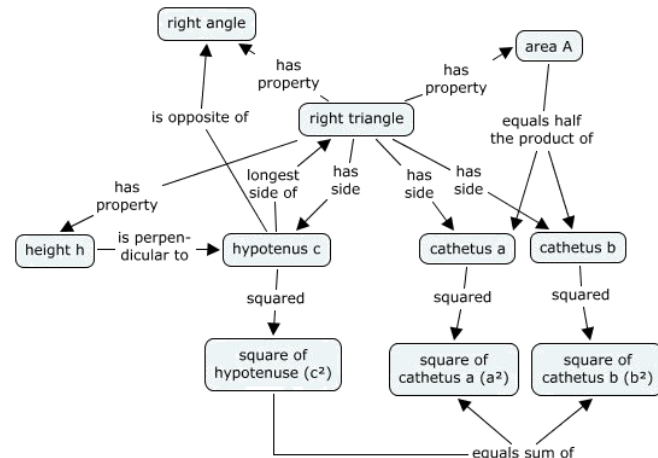 right angle
area A
has
property
has
property
is opposite of
right triangle
equals half
the product of
longest
side of
has
side
has
side
has
side
has
property
height h
is perpen-
dicular to
hypotenus c
cathetus a
cathetus b
squared
squared
squared
square of
hypotenuse (c²)
square of
cathetus a (a²)
square of
cathetus b (b²)
equals sum of